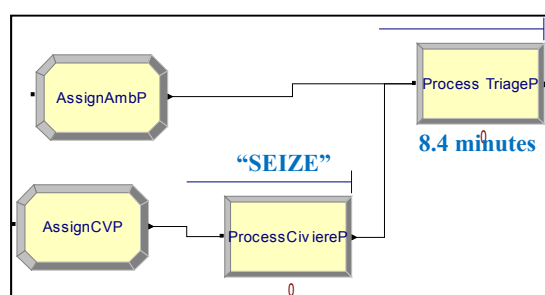 AssignAmbP
Process TriageP
0
8.4 minutes
“SEIZE”
AssignCVP
ProcessCiviereP
0